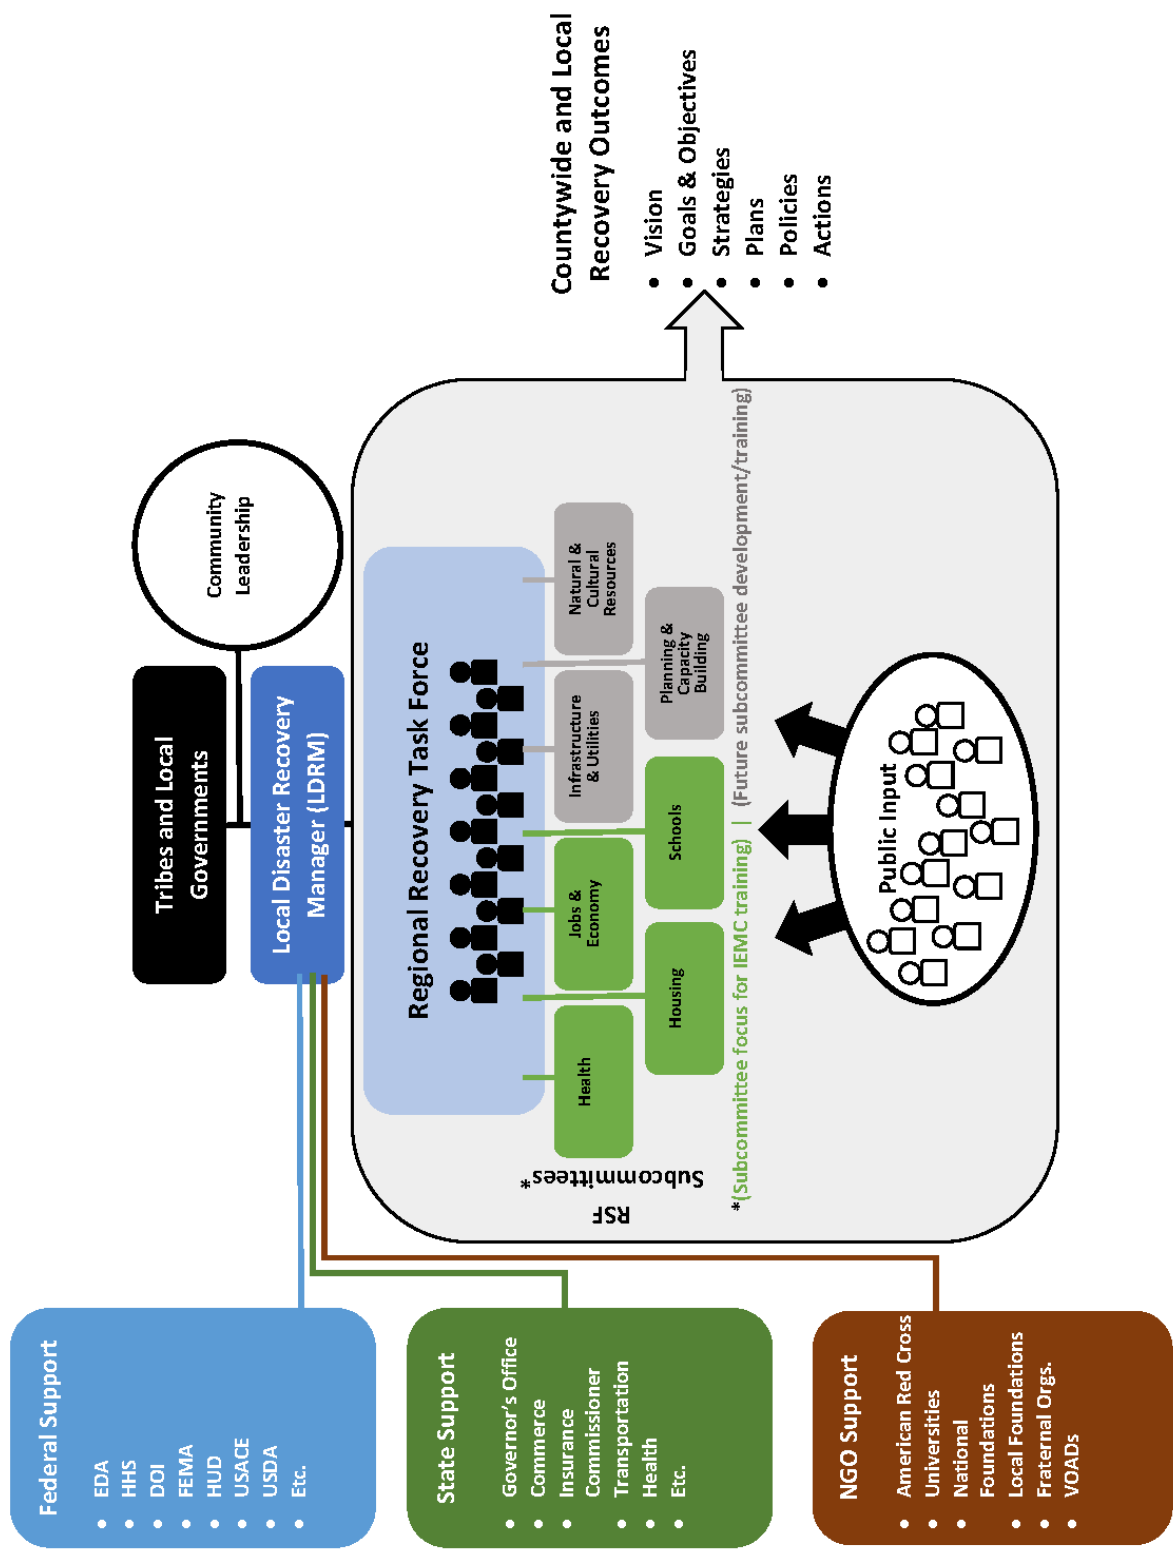 Federal Support
• EDA
• HHS
• DOI
• FEMA
• HUD
• USACE
• USDA
• Etc.
State Support
• Governor's Office
• Commerce
• Insurance
Commissioner
• Transportation
• Health
• Etc.
NGO Support
• American Red Cross
• Universities
• National
Foundations
• Local Foundations
• Fraternal Orgs.
• VOADs
Tribes and Local
Governments
Local Disaster Recovery
Manager (LDRM)
Community
Leadership
Regional Recovery Task Force
RSF
Subcommittees*
Health
Jobs &
Economy
Infrastructure
& Utilities
Natural &
Cultural
Resources
Housing
Schools
Planning &
Capacity
Building
*(Subcommittee focus for IEMC training) | (Future subcommittee development/training)
Public Input
Countywide and Local
Recovery Outcomes
• Vision
• Goals & Objectives
• Strategies
• Plans
• Policies
• Actions